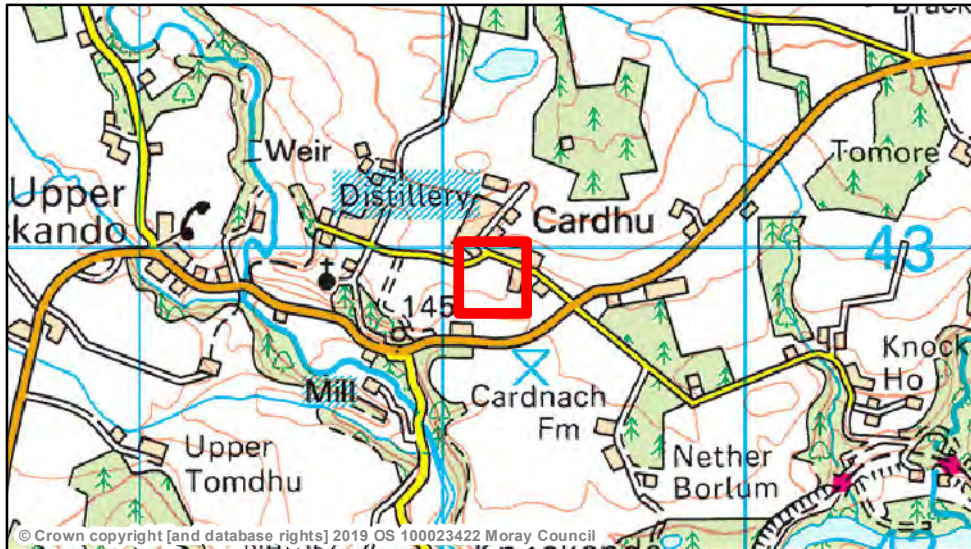 Weir
Tomore
Distillery
Upper
Cardhu
kando
43
145
Knock
Ho
Mill
Cardnach
Fm
Upper
Tomdhu
Nether
Borlum
© Crown copyright [and database rights] 2019 OS 100023422 Moray Council